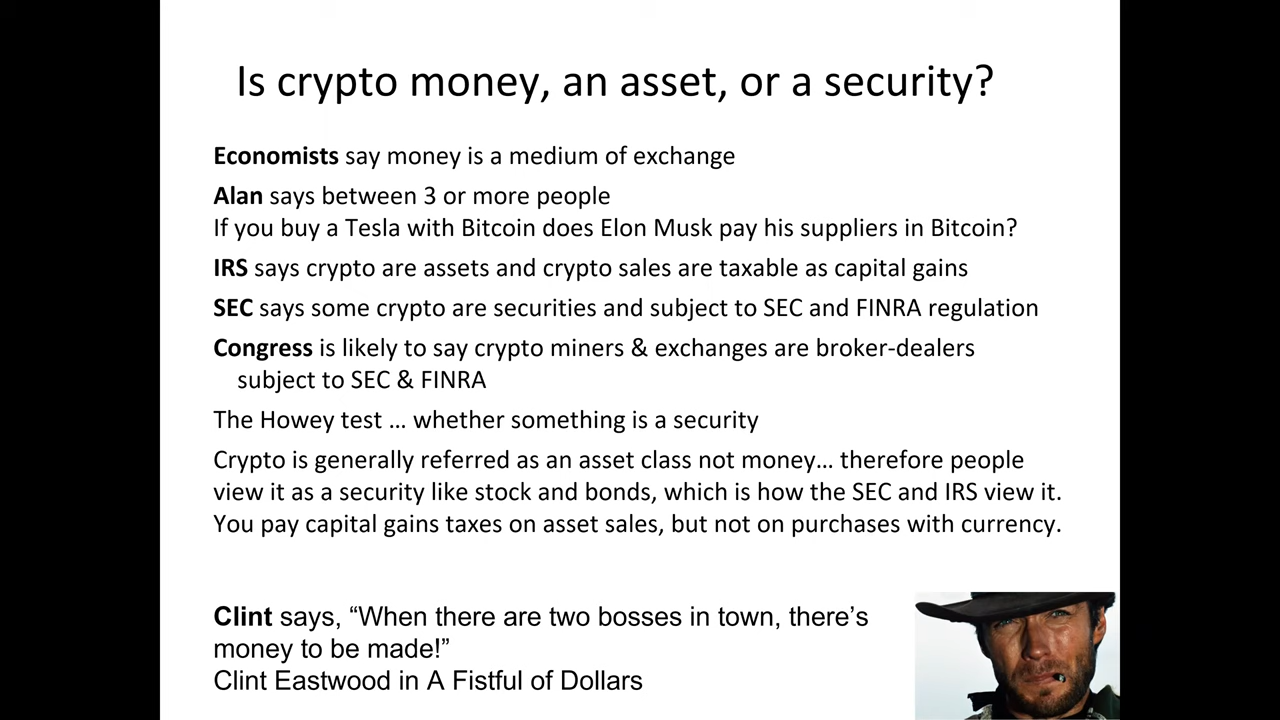 Is crypto money, an asset, or a security?
Economists say money is a medium of exchange
Alan says between 3 or more people
If you buy a Tesla with Bitcoin does Elon Musk pay his suppliers in Bitcoin?
IRS says crypto are assets and crypto sales are taxable as capital gains
SEC says some crypto are securities and subject to SEC and FINRA regulation
Congress is likely to say crypto miners & exchanges are broker-dealers
subject to SEC & FINRA
The Howey test … whether something is a security
Crypto is generally referred as an asset class not money… therefore people
view it as a security like stock and bonds, which is how the SEC and IRS view it.
You pay capital gains taxes on asset sales, but not on purchases with currency.
Clint says, “When there are two bosses in town, there’s
money to be made!”
Clint Eastwood in A Fistful of Dollars